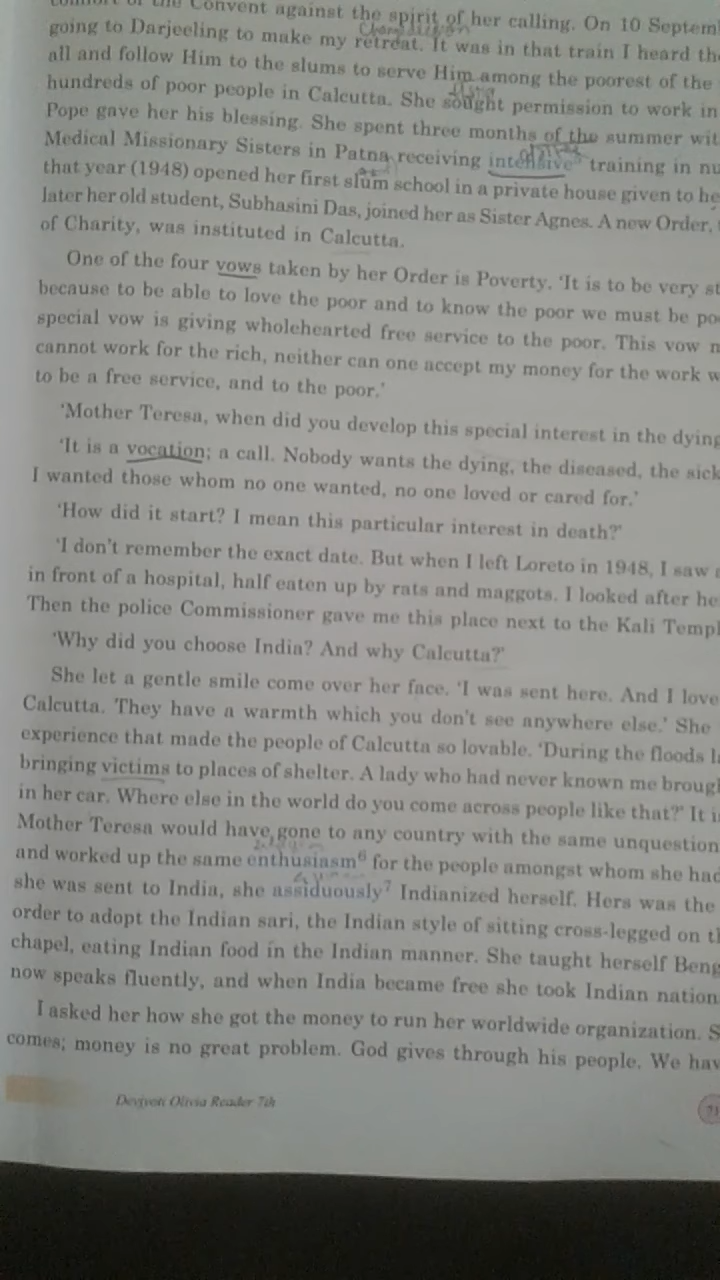 the Convent against the spirit of her calling. On 10 Septem
going to Darjeeling to make my retreat. It was in that train I heard th
all and follow Him to the slums to serve Him among the poorest of the
hundreds of poor people in Calcutta. She sought permission to work in
Pope gave her his blessing. She spent three months of the summer wit
Medical Missionary Sisters in Patna receiving intensive⁵ training in nu
that year (1948) opened her first slum school in a private house given to he
later her old student, Subhasini Das, joined her as Sister Agnes. A new Order,
of Charity, was instituted in Calcutta.
One of the four vows taken by her Order is Poverty. 'It is to be very st
because to be able to love the poor and to know the poor we must be po
special vow is giving wholehearted free service to the poor. This vow m
cannot work for the rich, neither can one accept my money for the work w
to be a free service, and to the poor.'
'Mother Teresa, when did you develop this special interest in the dying
'It is a vocation; a call. Nobody wants the dying, the diseased, the sick
I wanted those whom no one wanted, no one loved or cared for.'
'How did it start? I mean this particular interest in death?'
'I don't remember the exact date. But when I left Loreto in 1948, I saw
in front of a hospital, half eaten up by rats and maggots. I looked after he
Then the police Commissioner gave me this place next to the Kali Templ
'Why did you choose India? And why Calcutta?'
She let a gentle smile come over her face. 'I was sent here. And I love
Calcutta. They have a warmth which you don't see anywhere else.' She
experience that made the people of Calcutta so lovable. 'During the floods la
bringing victims to places of shelter. A lady who had never known me brough
in her car. Where else in the world do you come across people like that?' It i
Mother Teresa would have gone to any country with the same unquestion
and worked up the same enthusiasm⁶ for the people amongst whom she had
she was sent to India, she assiduously⁷ Indianized herself. Hers was the
order to adopt the Indian sari, the Indian style of sitting cross-legged on th
chapel, eating Indian food in the Indian manner. She taught herself Beng
now speaks fluently, and when India became free she took Indian nation
I asked her how she got the money to run her worldwide organization. S
comes; money is no great problem. God gives through his people. We hav
Devjyoti Olivia Reader 7th